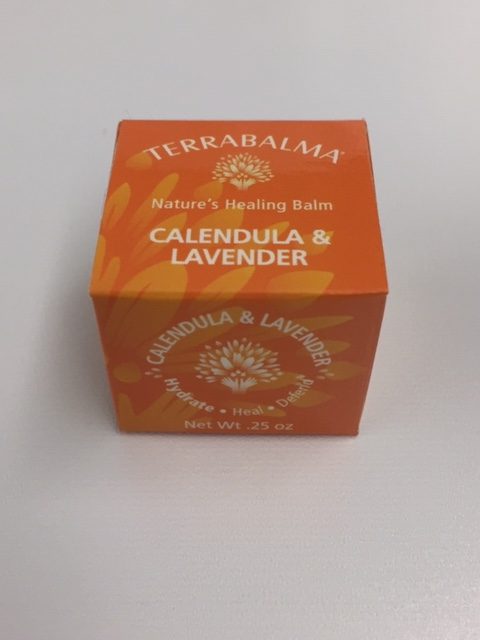 TERRABALMA
Nature's Healing Balm
CALENDULA &
LAVENDER
CALENDULA & LAVENDER
Hydrate • Heal • Defend
Net Wt .25 oz